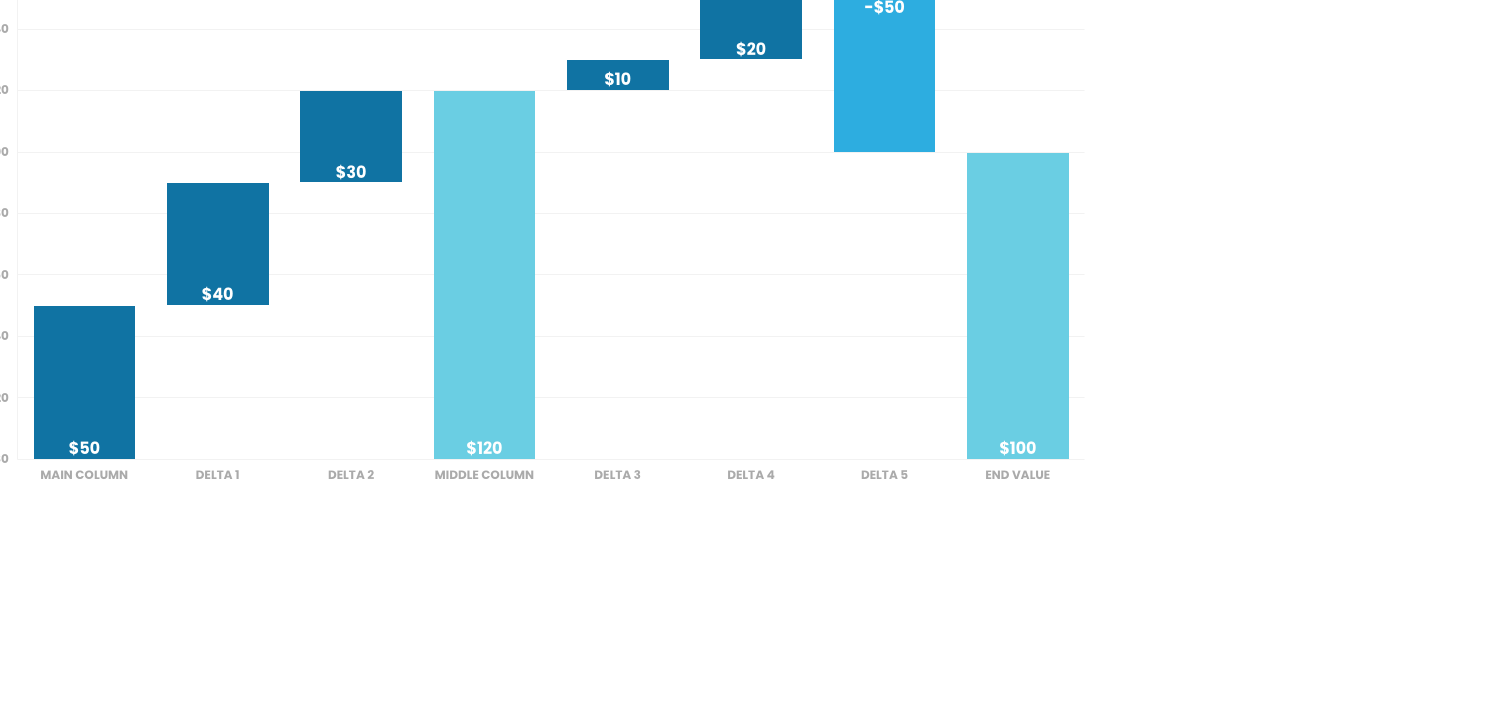 -$50
$20
$10
$30
$40
$50
$120
$100
MAIN COLUMN
DELTA 1
DELTA 2
MIDDLE COLUMN
DELTA 3
DELTA 4
DELTA 5
END VALUE